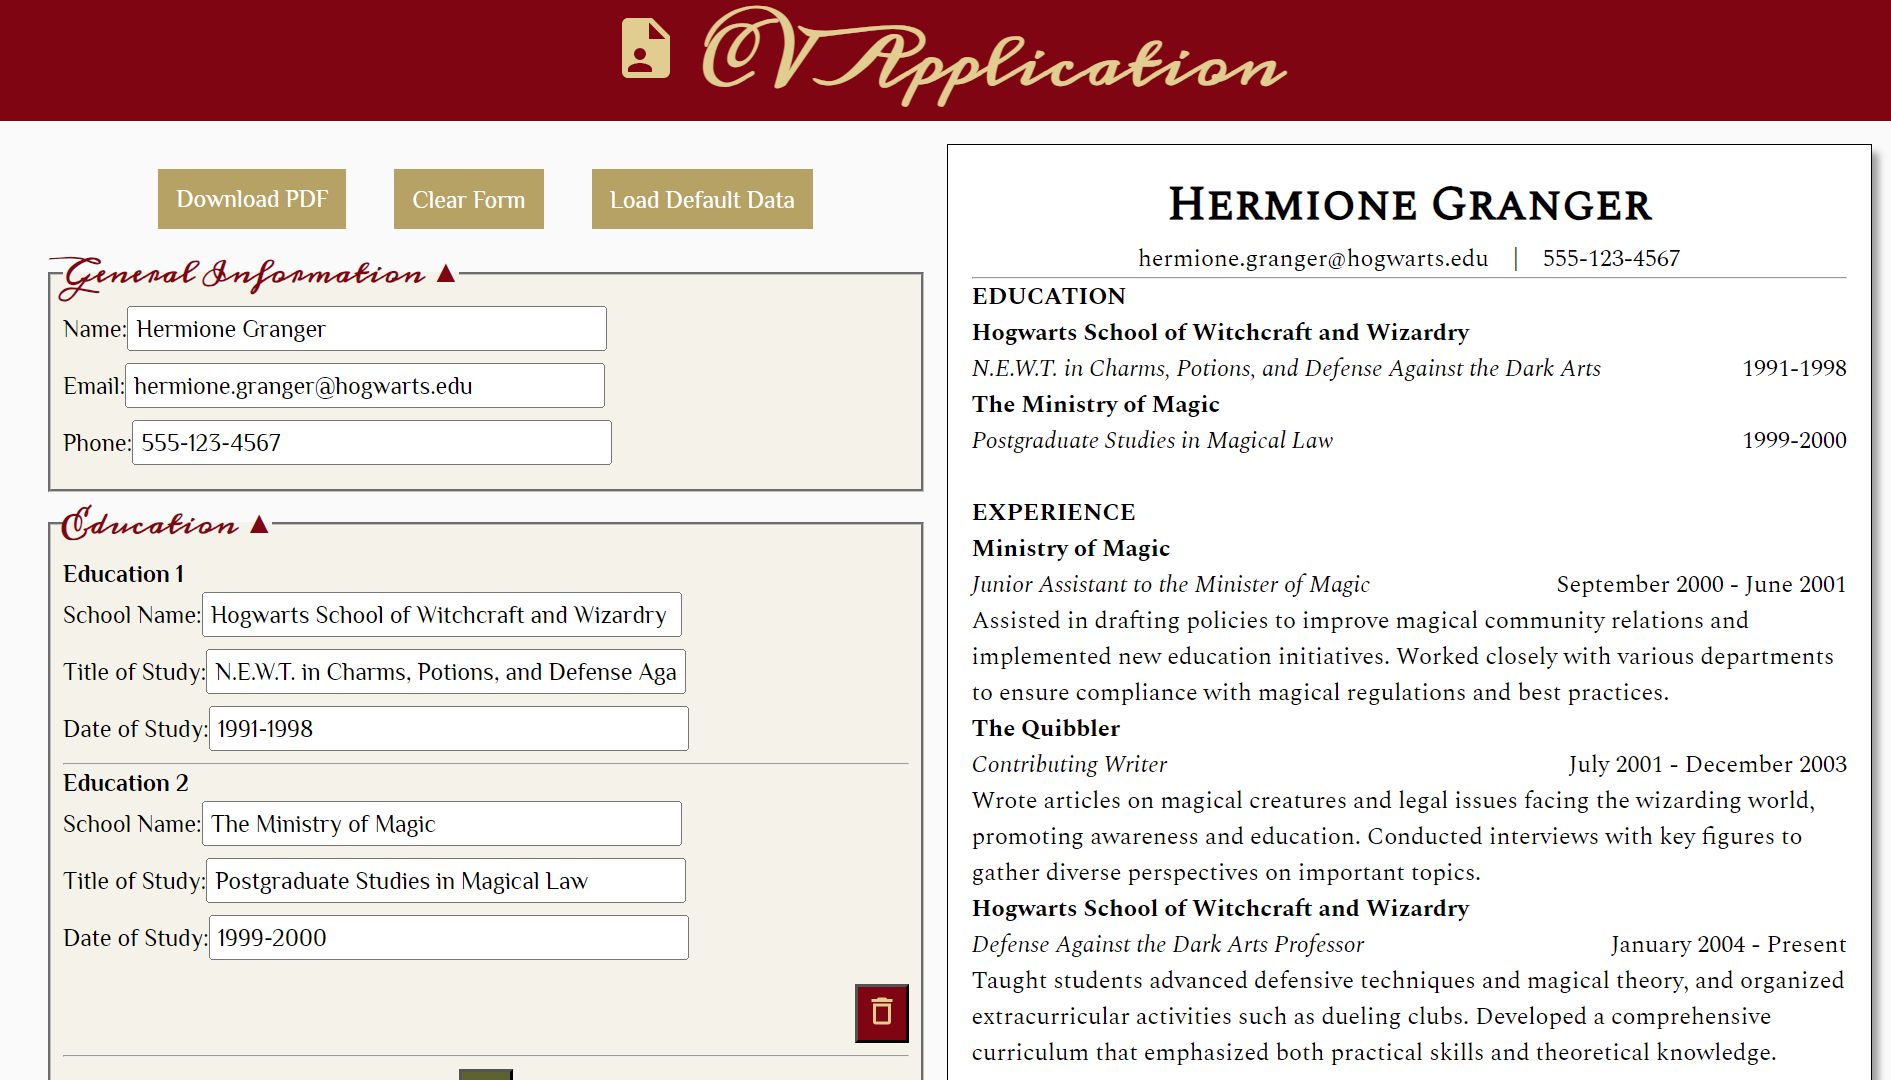 CV Application
Download PDF
Clear Form
Load Default Data
General Information ▲
Name: Hermione Granger
Email: hermione.granger@hogwarts.edu
Phone: 555-123-4567
Education ▲
Education 1
School Name: Hogwarts School of Witchcraft and Wizardry
Title of Study: N.E.W.T. in Charms, Potions, and Defense Aga
Date of Study: 1991-1998
Education 2
School Name: The Ministry of Magic
Title of Study: Postgraduate Studies in Magical Law
Date of Study: 1999-2000
Hermione Granger
hermione.granger@hogwarts.edu | 555-123-4567
EDUCATION
Hogwarts School of Witchcraft and Wizardry
N.E.W.T. in Charms, Potions, and Defense Against the Dark Arts 1991-1998
The Ministry of Magic
Postgraduate Studies in Magical Law 1999-2000
EXPERIENCE
Ministry of Magic
Junior Assistant to the Minister of Magic September 2000 - June 2001
Assisted in drafting policies to improve magical community relations and
implemented new education initiatives. Worked closely with various departments
to ensure compliance with magical regulations and best practices.
The Quibbler
Contributing Writer July 2001 - December 2003
Wrote articles on magical creatures and legal issues facing the wizarding world,
promoting awareness and education. Conducted interviews with key figures to
gather diverse perspectives on important topics.
Hogwarts School of Witchcraft and Wizardry
Defense Against the Dark Arts Professor January 2004 - Present
Taught students advanced defensive techniques and magical theory, and organized
extracurricular activities such as dueling clubs. Developed a comprehensive
curriculum that emphasized both practical skills and theoretical knowledge.